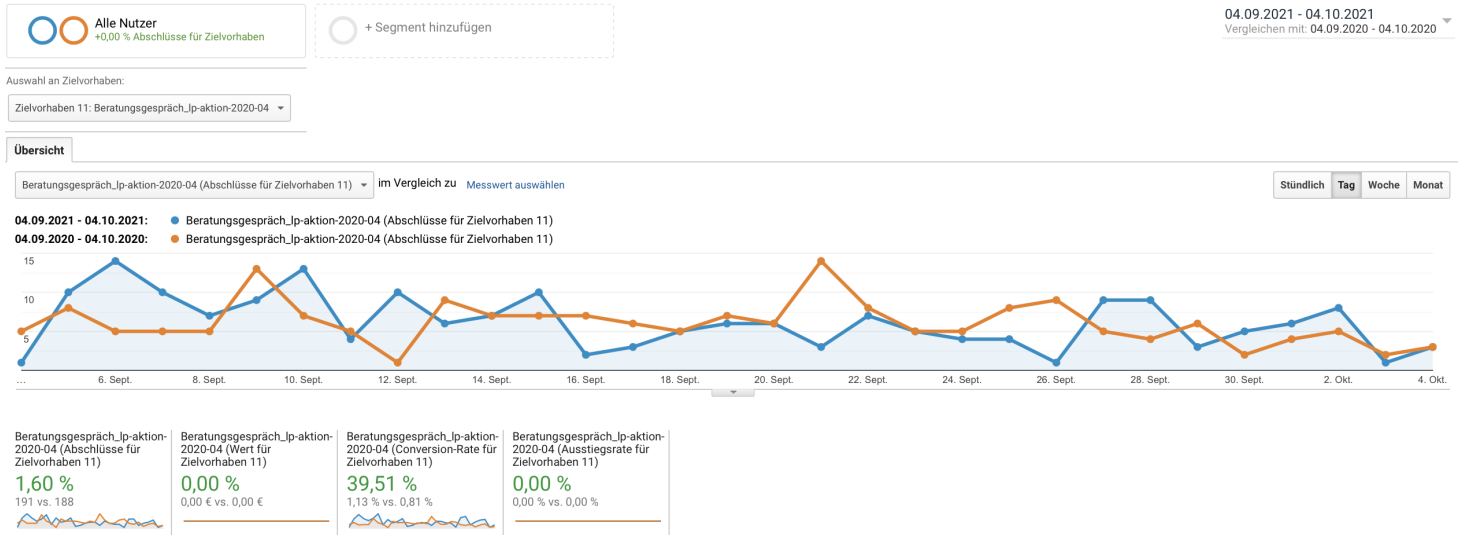 Alle Nutzer
+0,00 % Abschlüsse für Zielvorhaben
+ Segment hinzufügen
04.09.2021 - 04.10.2021
Vergleichen mit: 04.09.2020 - 04.10.2020
Auswahl an Zielvorhaben:
Zielvorhaben 11: Beratungsgespräch_lp-aktion-2020-04
Übersicht
Beratungsgespräch_lp-aktion-2020-04 (Abschlüsse für Zielvorhaben 11) im Vergleich zu Messwert auswählen
Stündlich Tag Woche Monat
04.09.2021 - 04.10.2021: Beratungsgespräch_lp-aktion-2020-04 (Abschlüsse für Zielvorhaben 11)
04.09.2020 - 04.10.2020: Beratungsgespräch_lp-aktion-2020-04 (Abschlüsse für Zielvorhaben 11)
15
10
5
... 6. Sept. 8. Sept. 10. Sept. 12. Sept. 14. Sept. 16. Sept. 18. Sept. 20. Sept. 22. Sept. 24. Sept. 26. Sept. 28. Sept. 30. Sept. 2. Okt. 4. Okt.
Beratungsgespräch_lp-aktion-
2020-04 (Abschlüsse für
Zielvorhaben 11)
1,60 %
191 vs. 188
Beratungsgespräch_lp-aktion-
2020-04 (Wert für
Zielvorhaben 11)
0,00 %
0,00 € vs. 0,00 €
Beratungsgespräch_lp-aktion-
2020-04 (Conversion-Rate für
Zielvorhaben 11)
39,51 %
1,13 % vs. 0,81 %
Beratungsgespräch_lp-aktion-
2020-04 (Ausstiegsrate für
Zielvorhaben 11)
0,00 %
0,00 % vs. 0,00 %